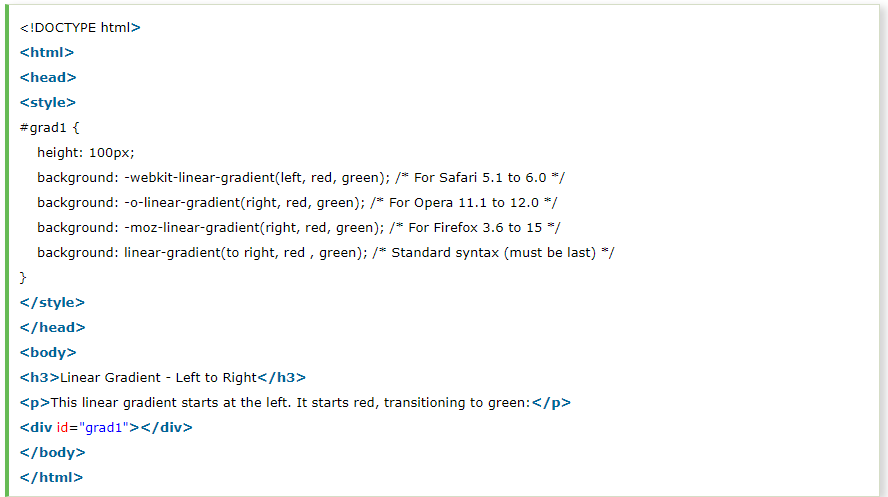 <!DOCTYPE html>
<html>
<head>
<style>
#grad1 {
    height: 100px;
    background: -webkit-linear-gradient(left, red, green); /* For Safari 5.1 to 6.0 */
    background: -o-linear-gradient(right, red, green); /* For Opera 11.1 to 12.0 */
    background: -moz-linear-gradient(right, red, green); /* For Firefox 3.6 to 15 */
    background: linear-gradient(to right, red , green); /* Standard syntax (must be last) */
}
</style>
</head>
<body>
<h3>Linear Gradient - Left to Right</h3>
<p>This linear gradient starts at the left. It starts red, transitioning to green:</p>
<div id="grad1"></div>
</body>
</html>